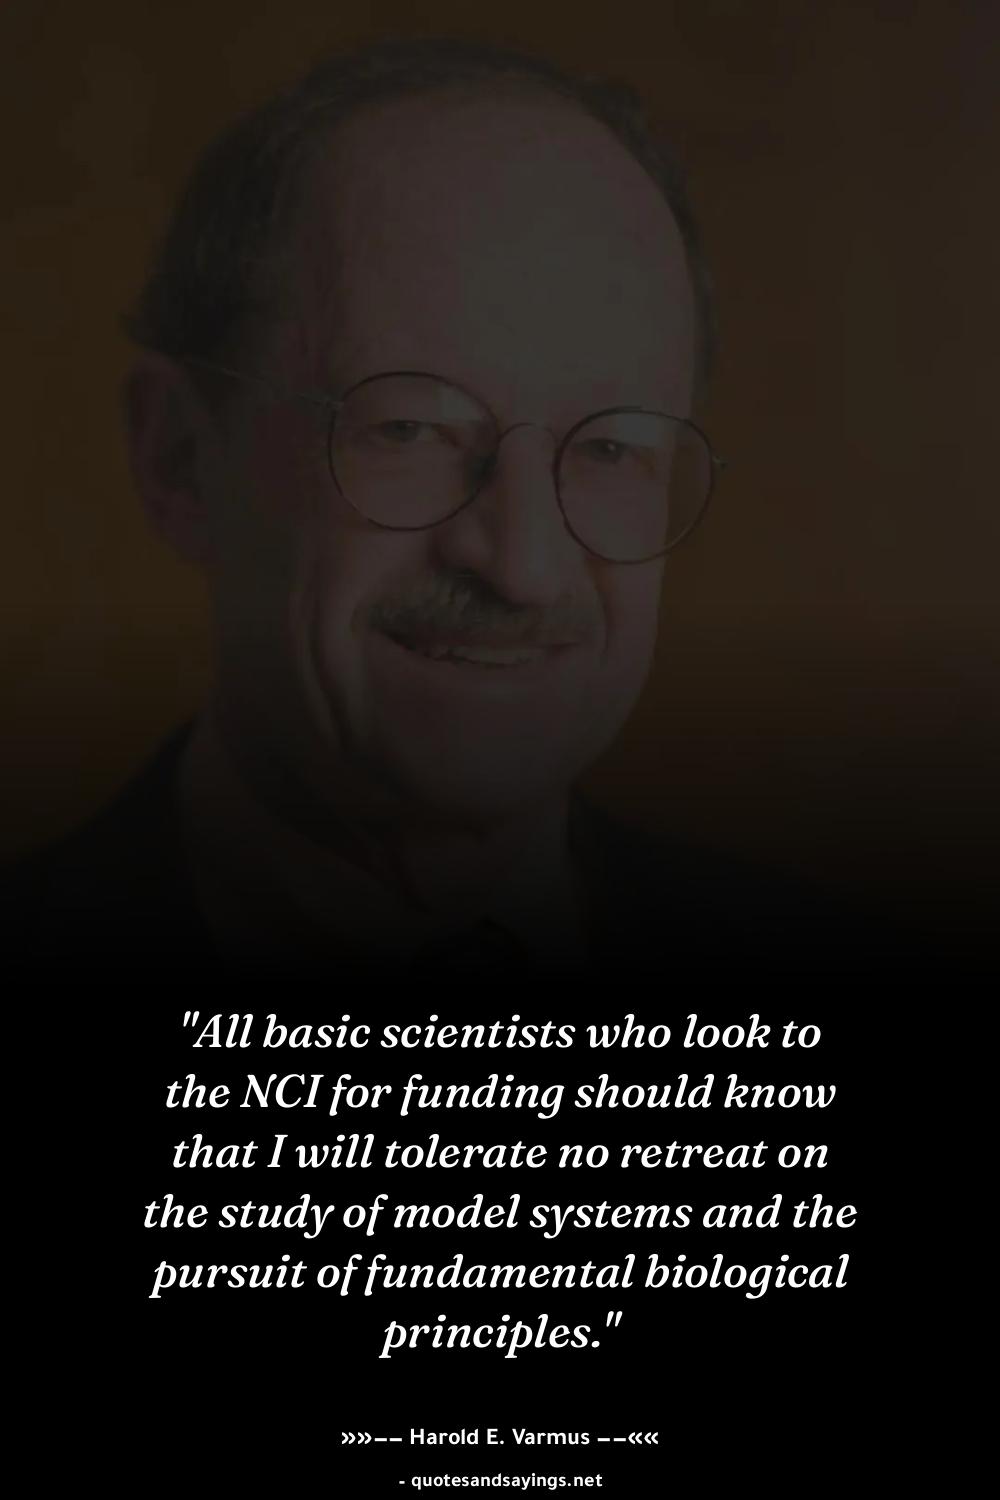 "All basic scientists who look to
the NCI for funding should know
that I will tolerate no retreat on
the study of model systems and the
pursuit of fundamental biological
principles."
»»−− Harold E. Varmus −−««
- quotesandsayings.net